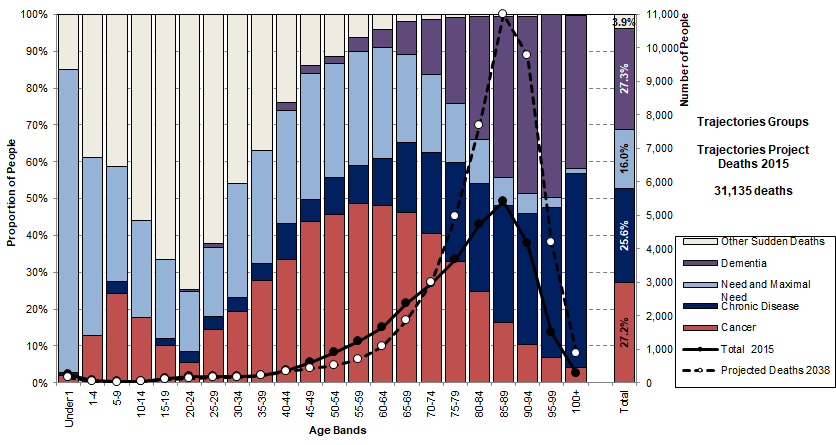 100%
90%
80%
70%
60%
50%
40%
30%
20%
10%
0%
Proportion of People
Under 1
1-4
5-9
10-14
15-19
20-24
25-29
30-34
35-39
40-44
45-49
50-54
55-59
60-64
65-69
70-74
75-79
80-84
85-89
90-94
95-99
100+
Total
Age Bands
3.9%
27.3%
16.0%
25.6%
27.2%
11,000
10,000
9,000
8,000
7,000
6,000
5,000
4,000
3,000
2,000
1,000
0
Number of People
Trajectories Groups
Trajectories Project
Deaths 2015
31,135 deaths
Other Sudden Deaths
Dementia
Need and Maximal
Need
Chronic Disease
Cancer
Total 2015
Projected Deaths 2038